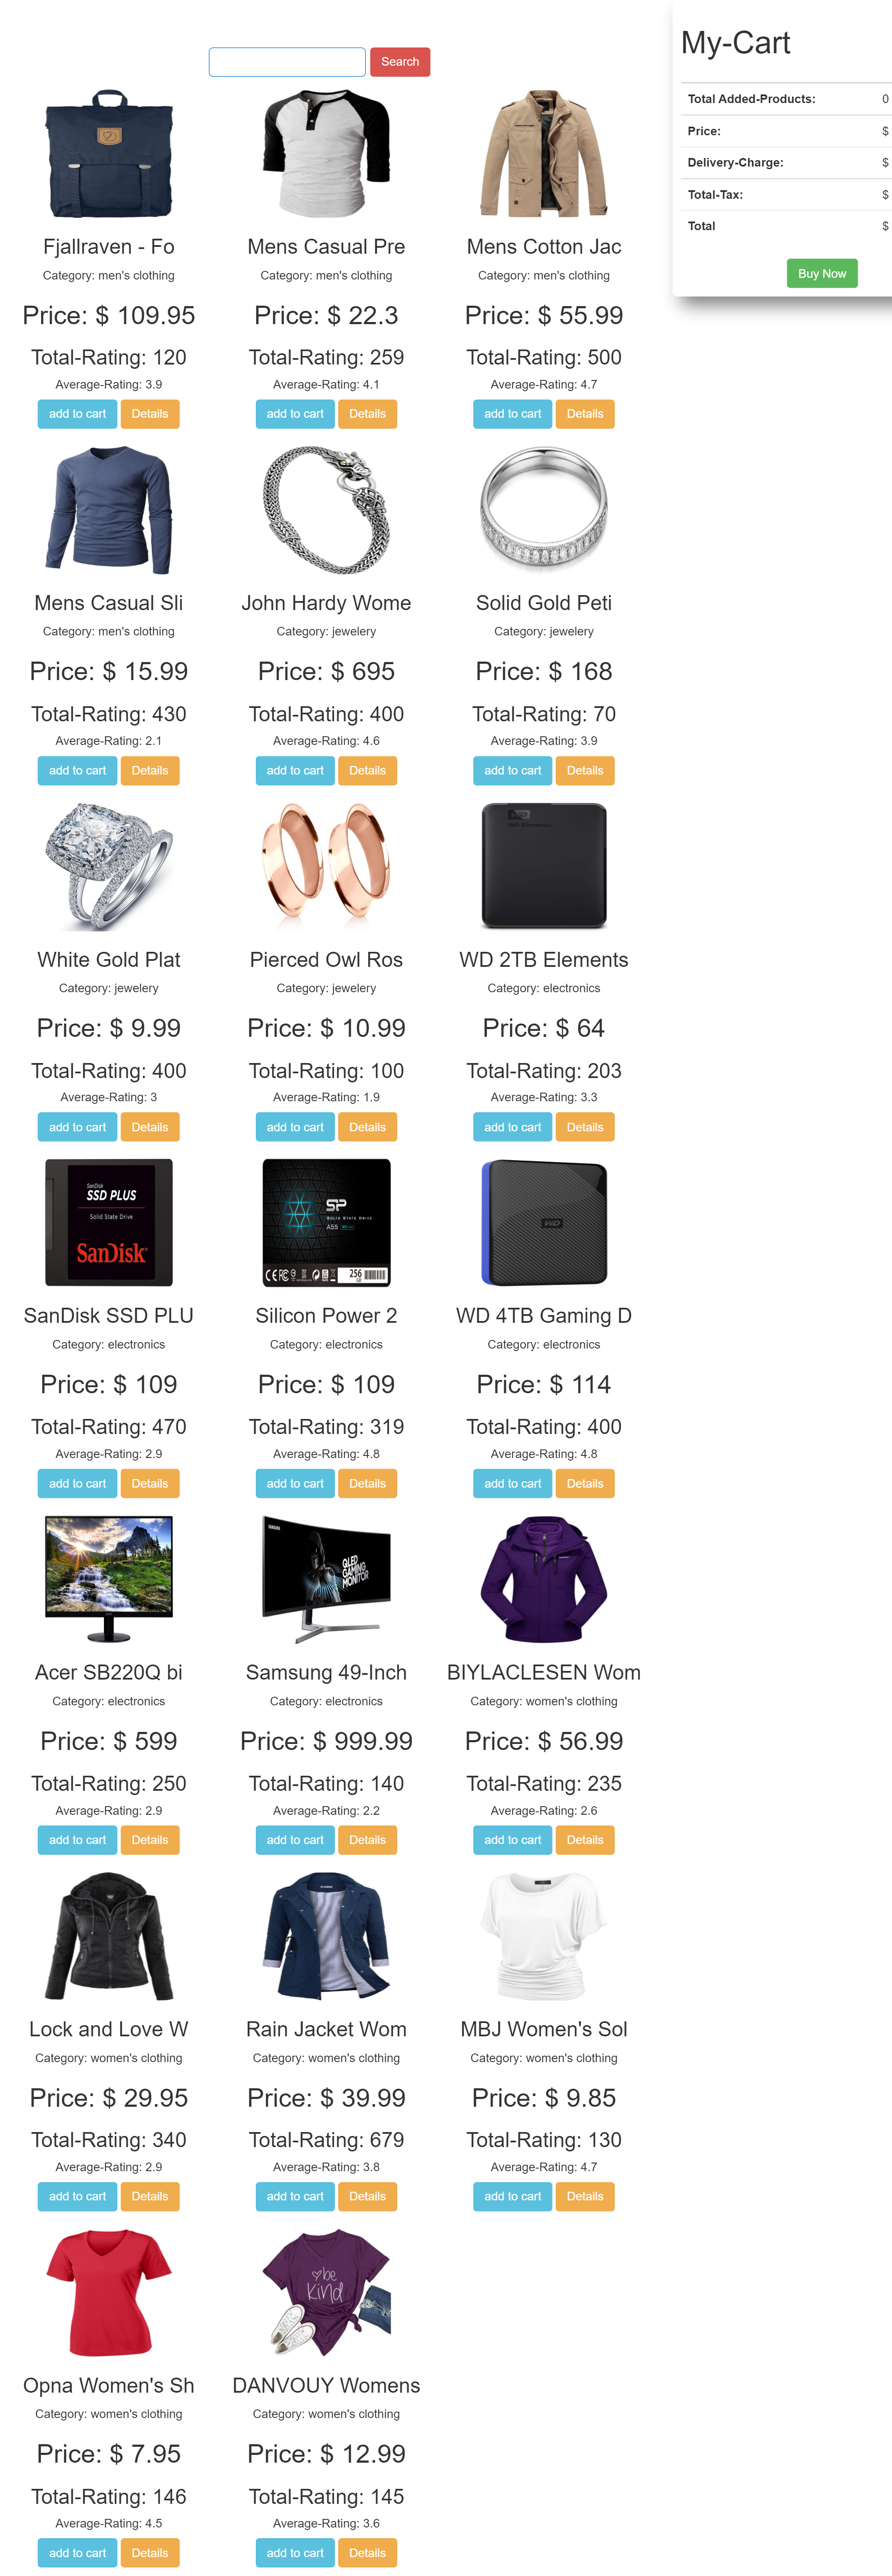 My-Cart
Search
Total Added-Products: 0
Price: $
Delivery-Charge: $
Total-Tax: $
Total $
Buy Now
Fjallraven - Fo
Category: men's clothing
Price: $ 109.95
Total-Rating: 120
Average-Rating: 3.9
add to cart Details
Mens Casual Pre
Category: men's clothing
Price: $ 22.3
Total-Rating: 259
Average-Rating: 4.1
add to cart Details
Mens Cotton Jac
Category: men's clothing
Price: $ 55.99
Total-Rating: 500
Average-Rating: 4.7
add to cart Details
Mens Casual Sli
Category: men's clothing
Price: $ 15.99
Total-Rating: 430
Average-Rating: 2.1
add to cart Details
John Hardy Wome
Category: jewelery
Price: $ 695
Total-Rating: 400
Average-Rating: 4.6
add to cart Details
Solid Gold Peti
Category: jewelery
Price: $ 168
Total-Rating: 70
Average-Rating: 3.9
add to cart Details
White Gold Plat
Category: jewelery
Price: $ 9.99
Total-Rating: 400
Average-Rating: 3
add to cart Details
Pierced Owl Ros
Category: jewelery
Price: $ 10.99
Total-Rating: 100
Average-Rating: 1.9
add to cart Details
WD
WD Elements
WD 2TB Elements
Category: electronics
Price: $ 64
Total-Rating: 203
Average-Rating: 3.3
add to cart Details
SanDisk
SSD PLUS
Solid State Drive
SanDisk
SanDisk SSD PLU
Category: electronics
Price: $ 109
Total-Rating: 470
Average-Rating: 2.9
add to cart Details
SP
SOLID STATE DRIVE
A55
256
Silicon Power 2
Category: electronics
Price: $ 109
Total-Rating: 319
Average-Rating: 4.8
add to cart Details
WD
WD 4TB Gaming D
Category: electronics
Price: $ 114
Total-Rating: 400
Average-Rating: 4.8
add to cart Details
Acer SB220Q bi
Category: electronics
Price: $ 599
Total-Rating: 250
Average-Rating: 2.9
add to cart Details
SAMSUNG
QLED
GAMING
MONITOR
Samsung 49-Inch
Category: electronics
Price: $ 999.99
Total-Rating: 140
Average-Rating: 2.2
add to cart Details
BIYLACLESEN Wom
Category: women's clothing
Price: $ 56.99
Total-Rating: 235
Average-Rating: 2.6
add to cart Details
Lock and Love W
Category: women's clothing
Price: $ 29.95
Total-Rating: 340
Average-Rating: 2.9
add to cart Details
Rain Jacket Wom
Category: women's clothing
Price: $ 39.99
Total-Rating: 679
Average-Rating: 3.8
add to cart Details
MBJ Women's Sol
Category: women's clothing
Price: $ 9.85
Total-Rating: 130
Average-Rating: 4.7
add to cart Details
Opna Women's Sh
Category: women's clothing
Price: $ 7.95
Total-Rating: 146
Average-Rating: 4.5
add to cart Details
be
Kind
DANVOUY Womens
Category: women's clothing
Price: $ 12.99
Total-Rating: 145
Average-Rating: 3.6
add to cart Details